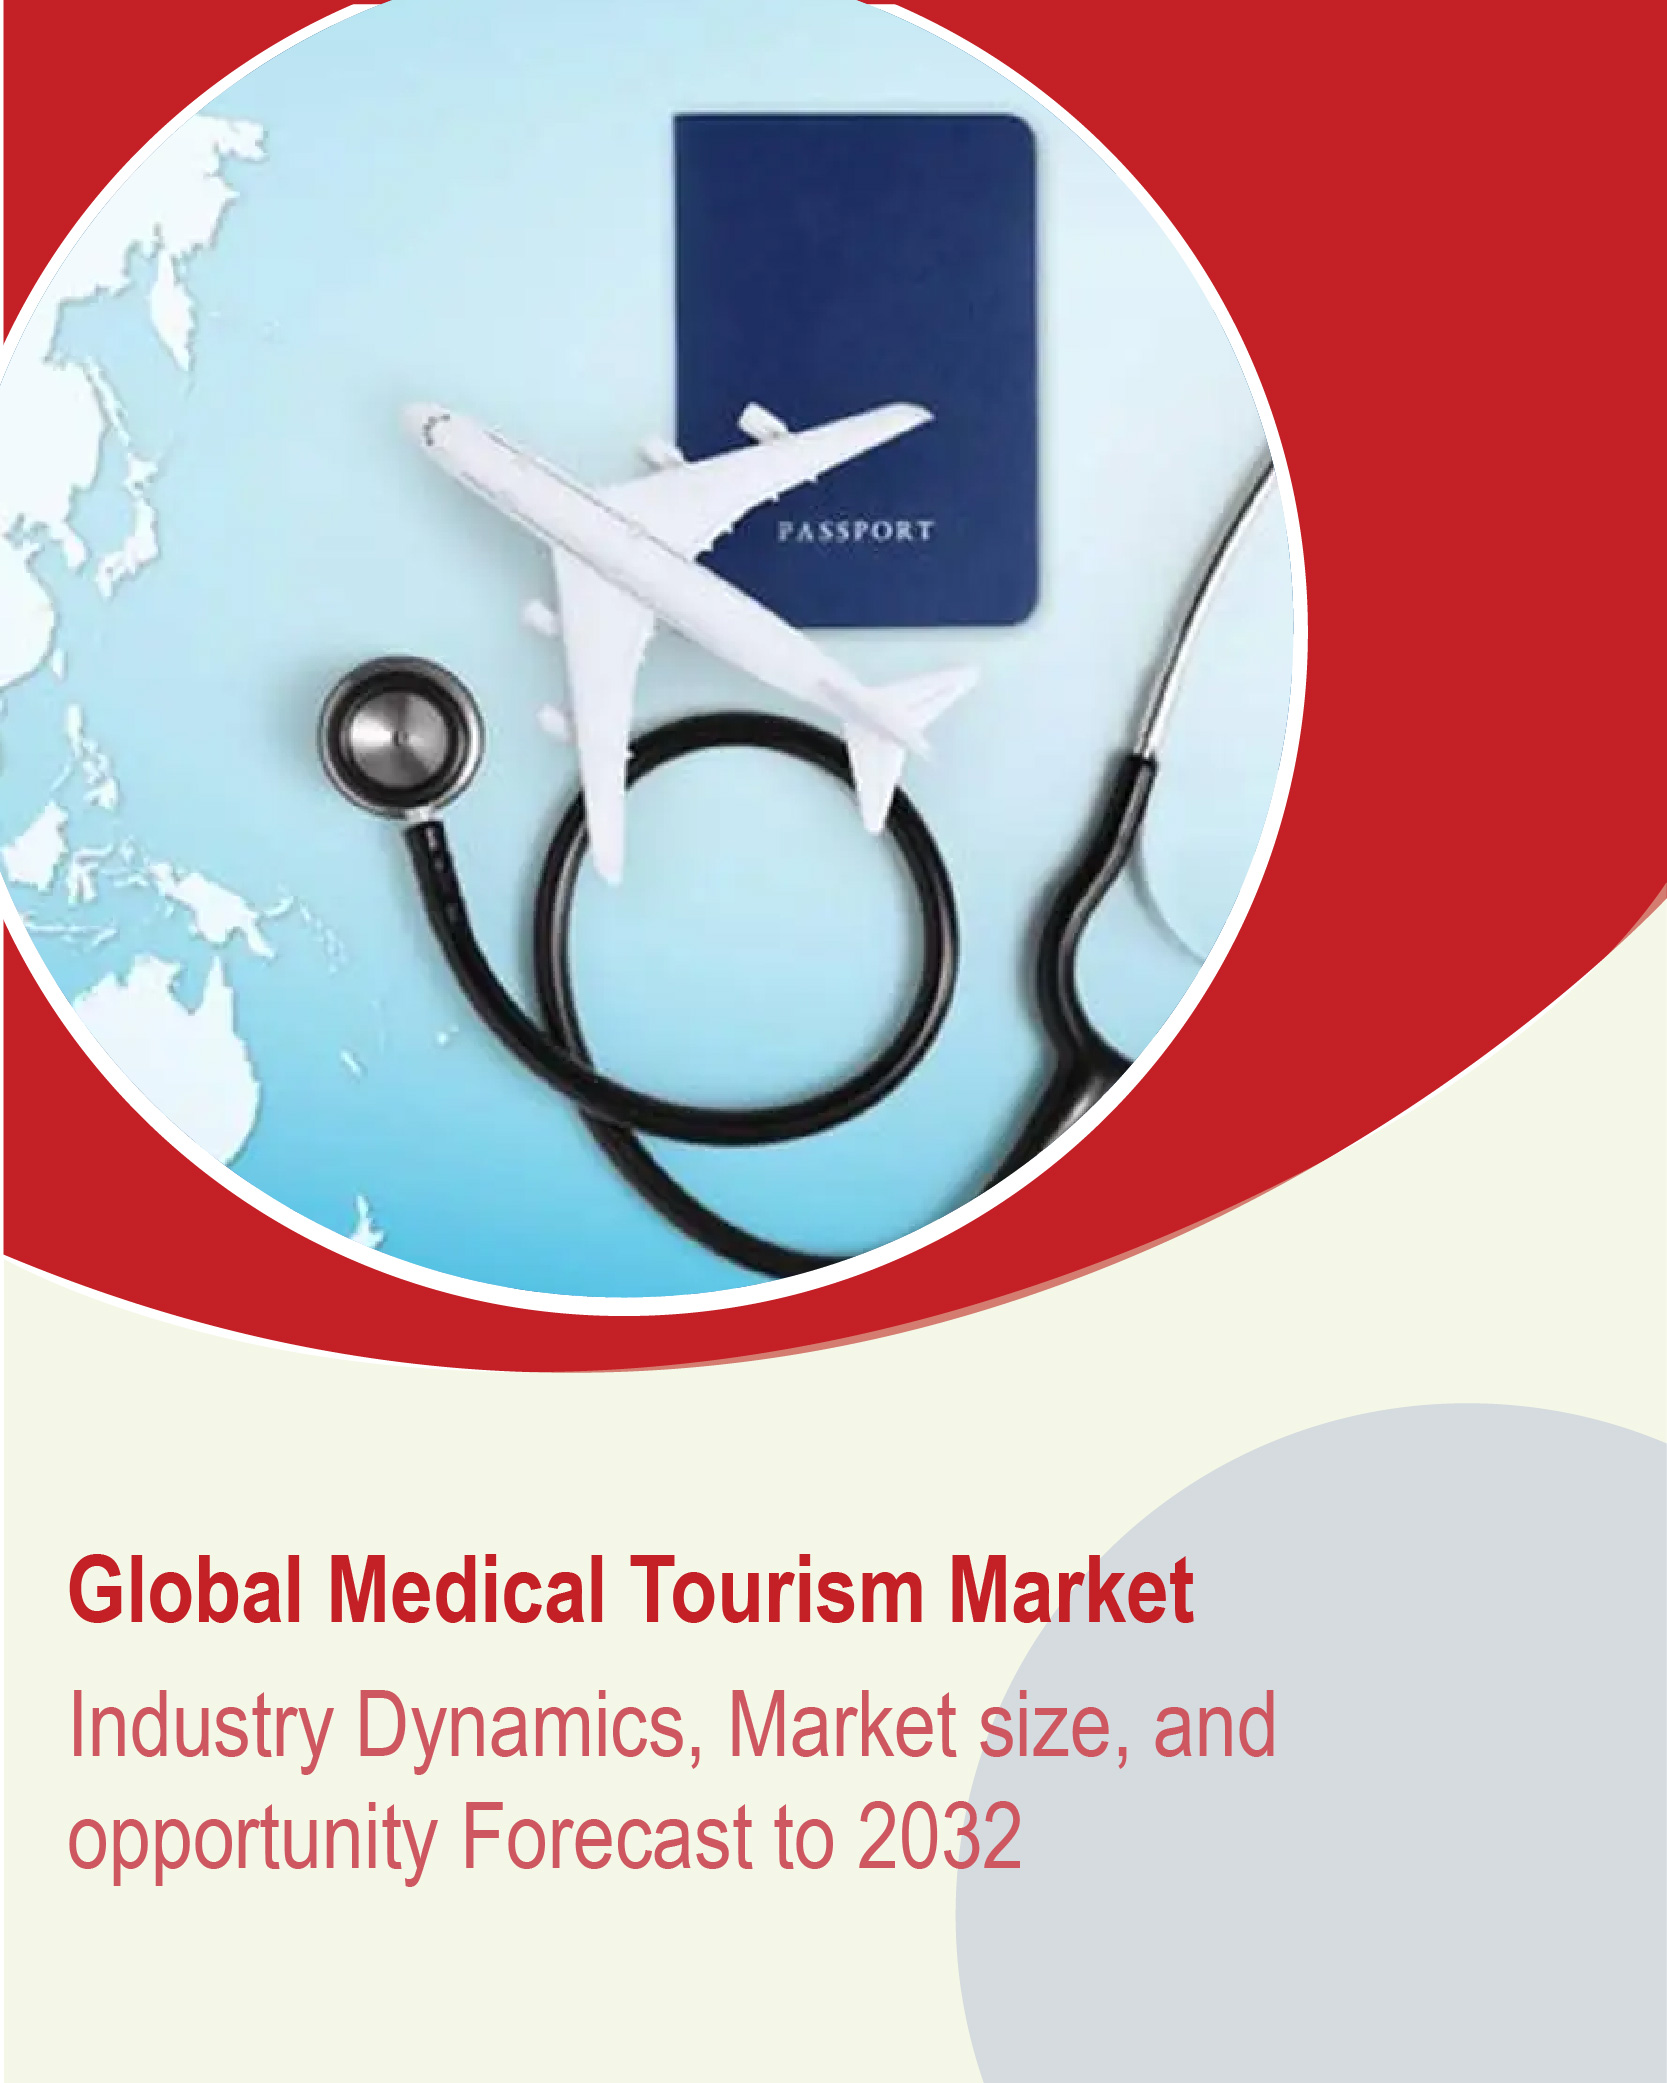 PASSPORT
Global Medical Tourism Market
Industry Dynamics, Market size, and
opportunity Forecast to 2032